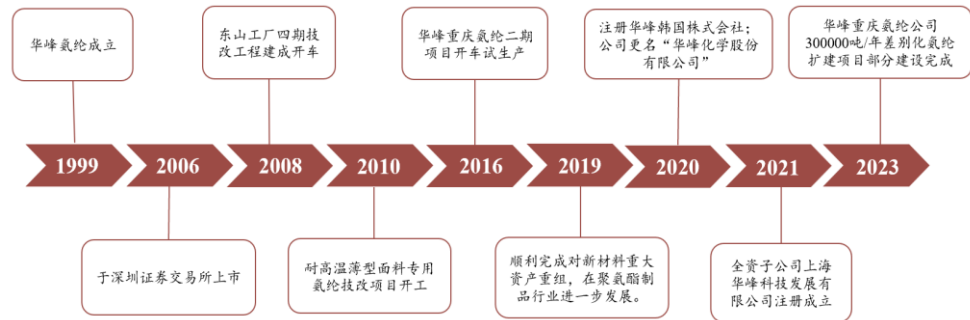 华峰氨纶成立
东山工厂四期技
改工程建成开车
华峰重庆氨纶二期
项目开车试生产
注册华峰韩国株式会社；
公司更名“华峰化学股份
有限公司”
华峰重庆氨纶公司
300000吨/年差别化氨纶
扩建项目部分建设完成
1999
2006
2008
2010
2016
2019
2020
2021
2023
于深圳证券交易所上市
耐高温薄型面料专用
氨纶技改项目开工
顺利完成对新材料重大
资产重组，在聚氨酯制
品行业进一步发展。
全资子公司上海
华峰科技发展有
限公司注册成立